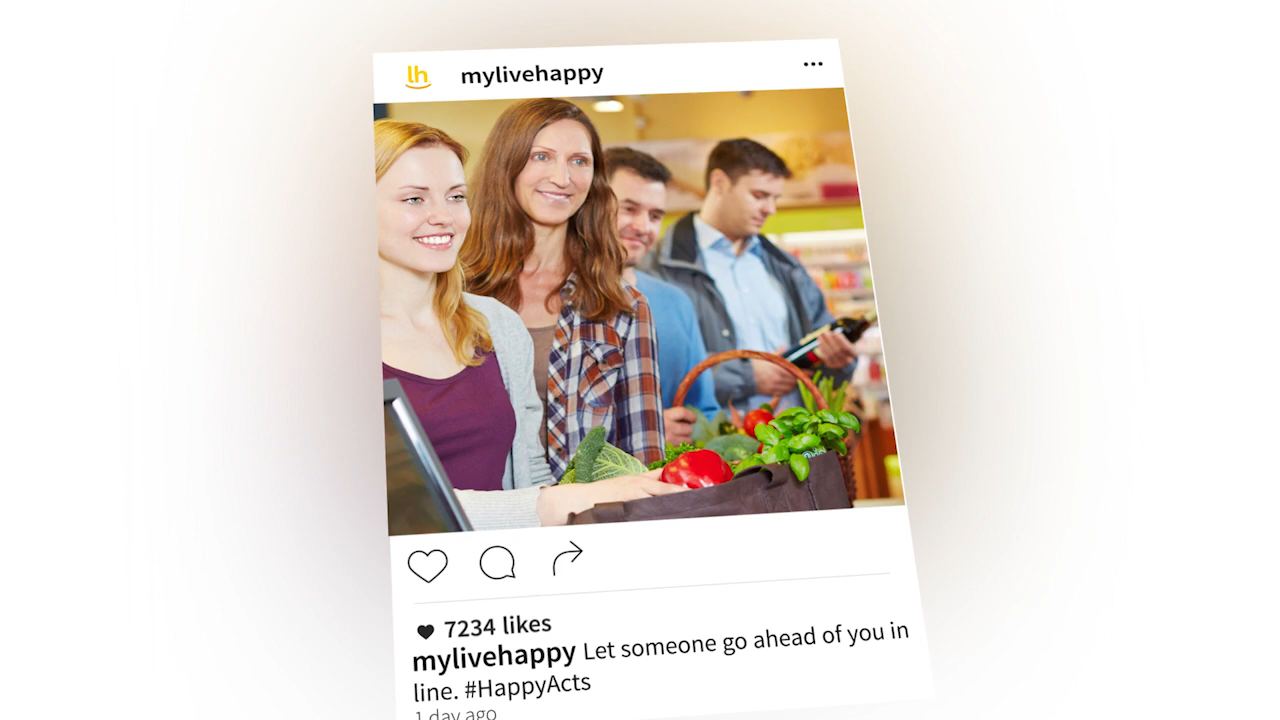 lh mylivehappy
7234 likes
mylivehappy Let someone go ahead of you in
line. #HappyActs
1 day ago